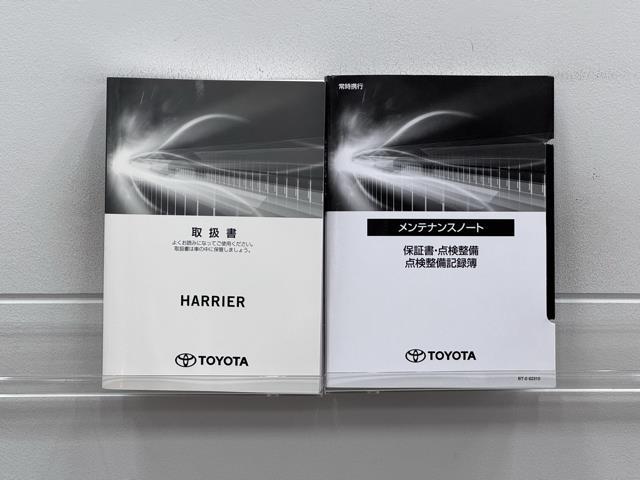 取扱書
よくお読みになってご使用ください。
取扱書は車の中に保管しましょう。
HARRIER
TOYOTA
常時携行
メンテナンスノート
保証書・点検整備
点検整備記録簿
TOYOTA